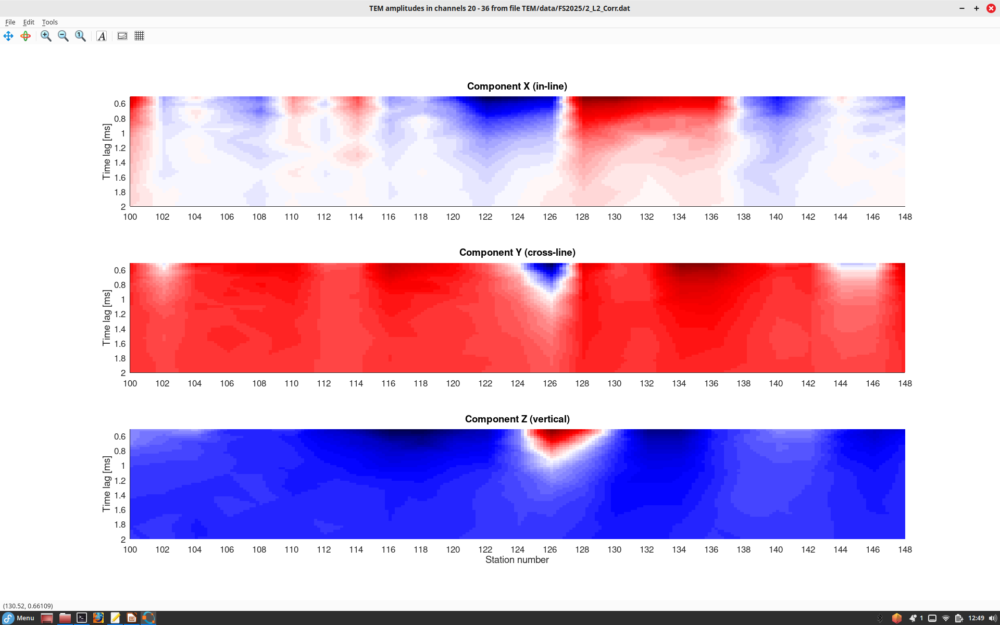 TEM amplitudes in channels 20 - 36 from file TEM/data/FS2025/2_L2_Corr.dat
File Edit Tools
Component X (in-line)
Time lag [ms]
0.6
0.8
1
1.2
1.4
1.6
1.8
2
100 102 104 106 108 110 112 114 116 118 120 122 124 126 128 130 132 134 136 138 140 142 144 146 148
Component Y (cross-line)
Time lag [ms]
0.6
0.8
1
1.2
1.4
1.6
1.8
2
100 102 104 106 108 110 112 114 116 118 120 122 124 126 128 130 132 134 136 138 140 142 144 146 148
Component Z (vertical)
Time lag [ms]
0.6
0.8
1
1.2
1.4
1.6
1.8
2
100 102 104 106 108 110 112 114 116 118 120 122 124 126 128 130 132 134 136 138 140 142 144 146 148
Station number
(130.52, 0.66109)
Menu 1 12:49